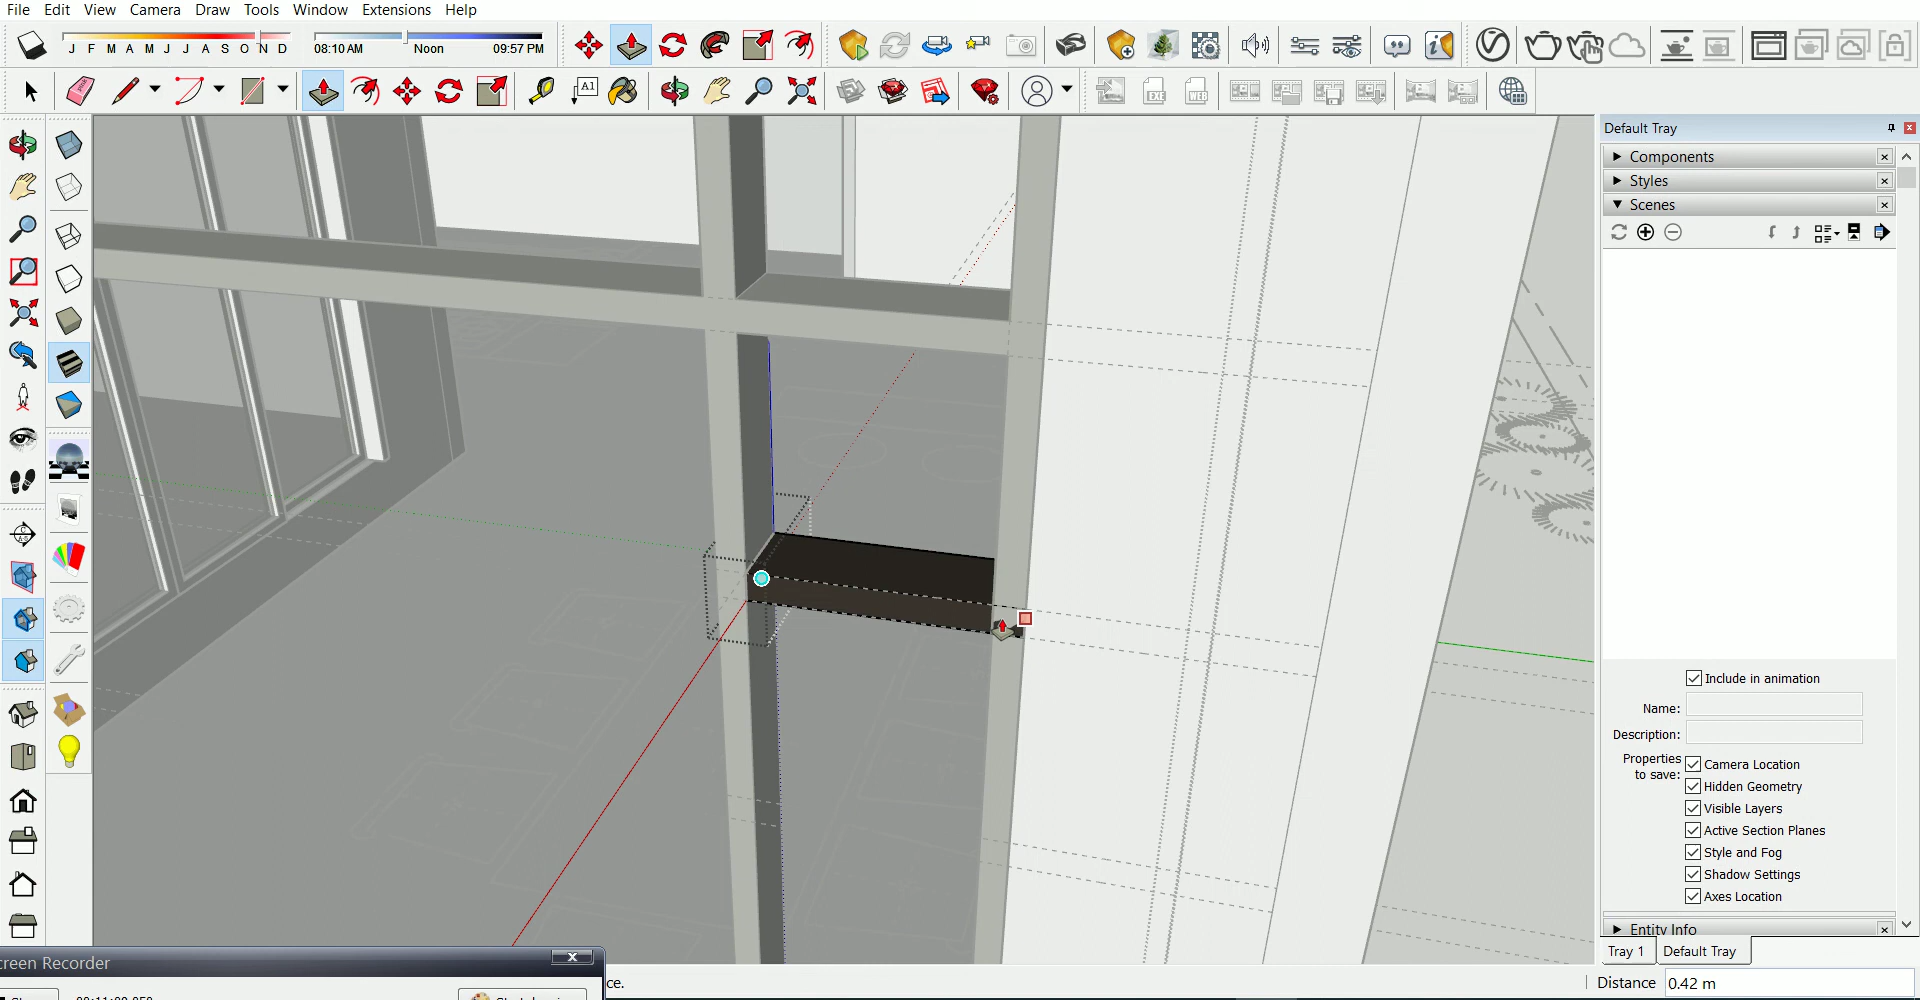 File Edit View Camera Draw Tools Window Extensions Help
J F M A M J J A S O N D 08:10 AM Noon 09:57 PM
A1
Default Tray
Components
Styles
Scenes
Include in animation
Name:
Description:
Properties to save:
Camera Location
Hidden Geometry
Visible Layers
Active Section Planes
Style and Fog
Shadow Settings
Axes Location
Entity Info
Tray 1 Default Tray
creen Recorder
ce.
Distance 0.42 m